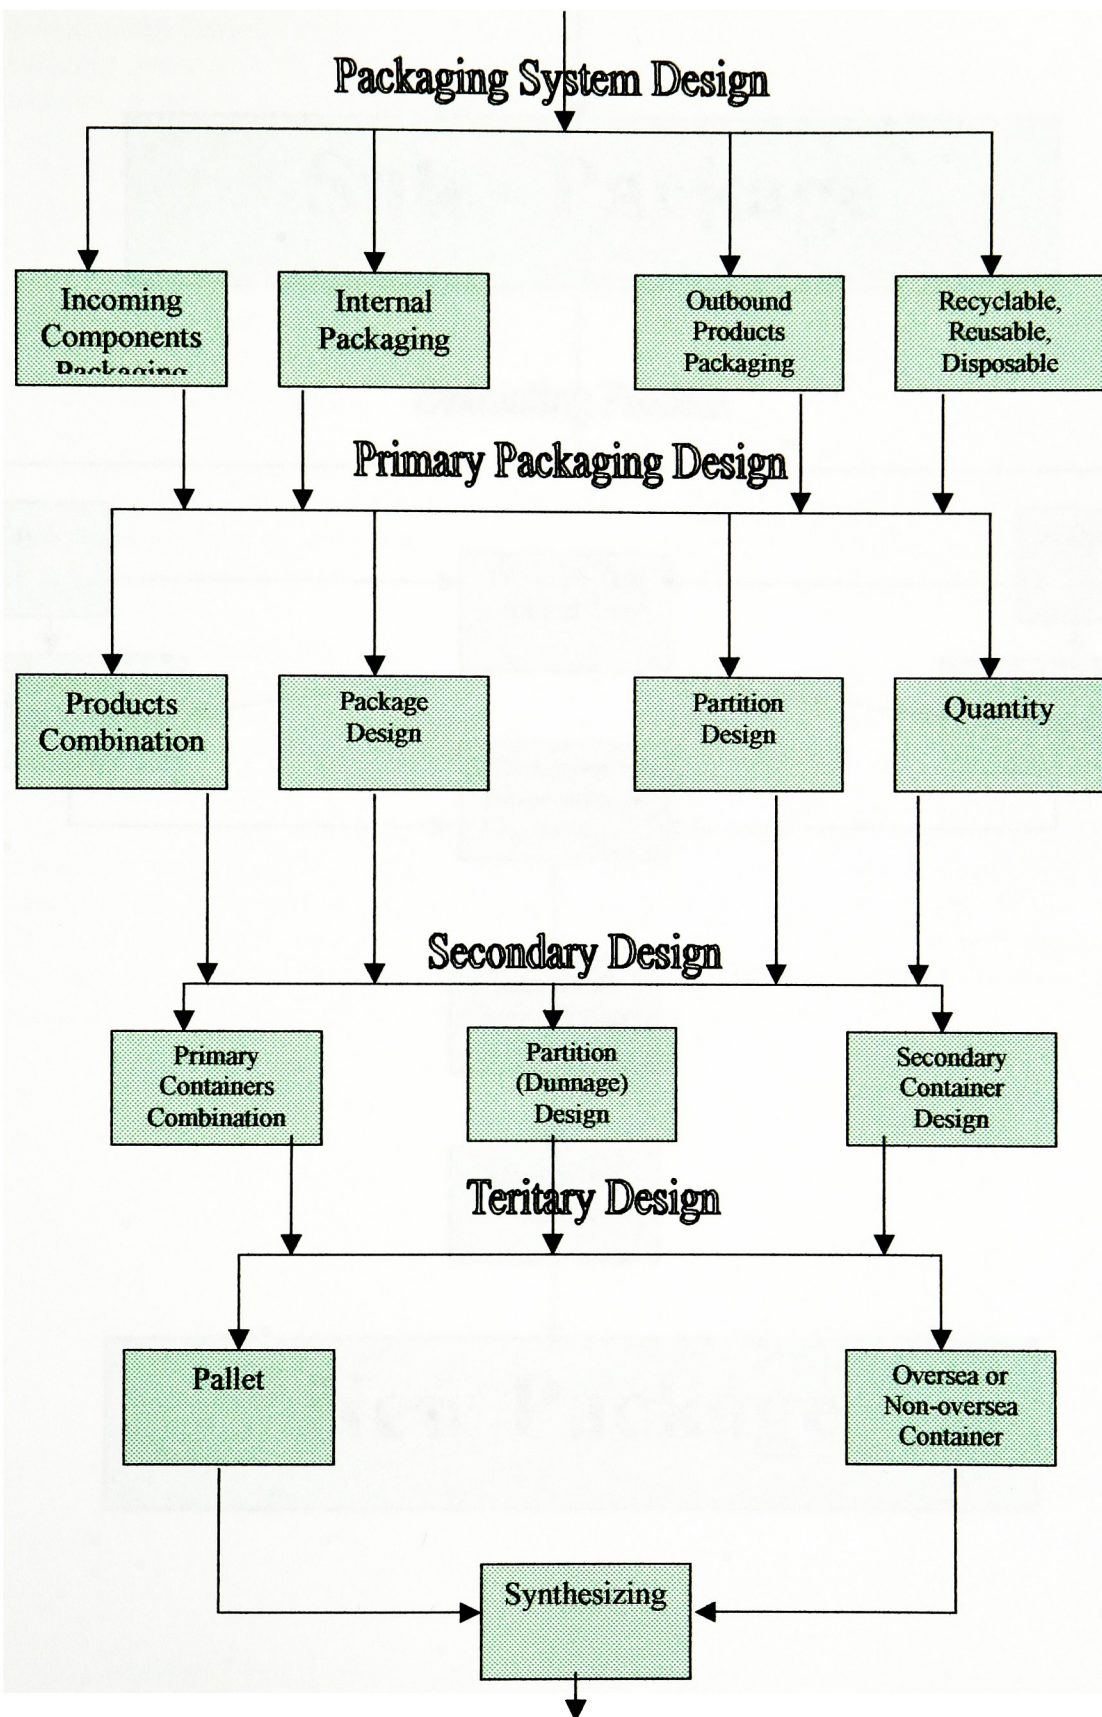 Packaging System Design
Incoming
Components
Packaging
Internal
Packaging
Outbound
Products
Packaging
Recyclable,
Reusable,
Disposable
Primary Packaging Design
Products
Combination
Package
Design
Partition
Design
Quantity
Secondary Design
Primary
Containers
Combination
Partition
(Dunnage)
Design
Secondary
Container
Design
Teritary Design
Pallet
Oversea or
Non-oversea
Container
Synthesizing